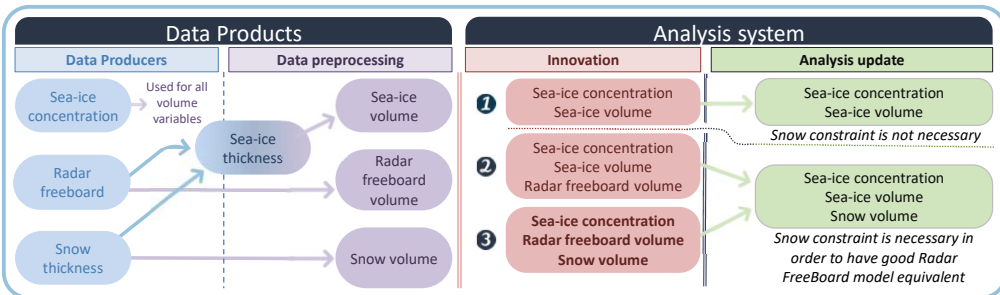 Data Products
Data Producers
Data preprocessing
Sea-ice
concentration
Used for all
volume
variables
Sea-ice
volume
Sea-ice
thickness
Radar
freeboard
Radar
freeboard
volume
Snow
thickness
Snow volume
Analysis system
Innovation
Analysis update
1
Sea-ice concentration
Sea-ice volume
Sea-ice concentration
Sea-ice volume
Snow constraint is not necessary
2
Sea-ice concentration
Sea-ice volume
Radar freeboard volume
3
Sea-ice concentration
Radar freeboard volume
Snow volume
Sea-ice concentration
Sea-ice volume
Snow volume
Snow constraint is necessary in
order to have good Radar
FreeBoard model equivalent